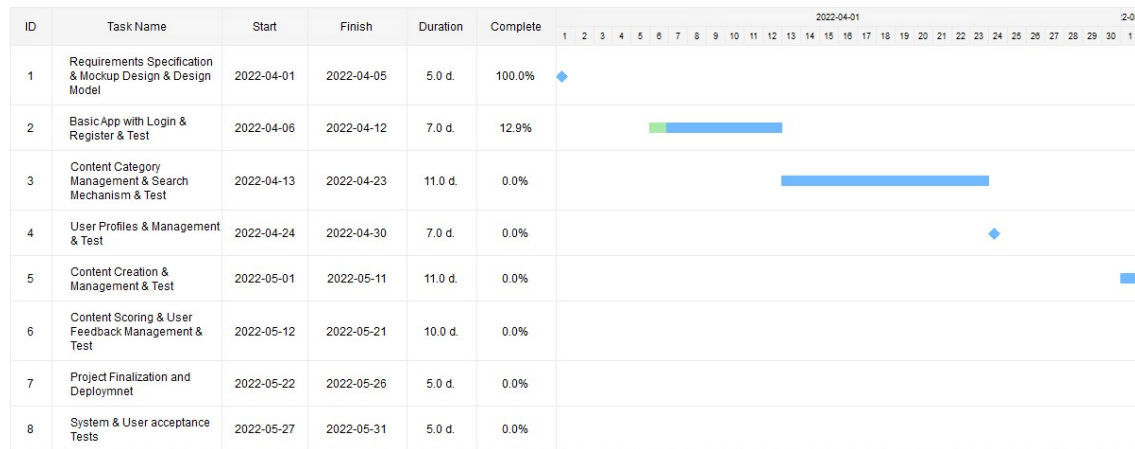 ID Task Name Start Finish Duration Complete 2022-04-01
1 2 3 4 5 6 7 8 9 10 11 12 13 14 15 16 17 18 19 20 21 22 23 24 25 26 27 28 29 30 1
Requirements Specification
1 & Mockup Design & Design 2022-04-01 2022-04-05 5.0 d. 100.0%
Model
2 Basic App with Login & 2022-04-06 2022-04-12 7.0 d. 12.9%
Register & Test
Content Category
3 Management & Search 2022-04-13 2022-04-23 11.0 d. 0.0%
Mechanism & Test
4 User Profiles & Management 2022-04-24 2022-04-30 7.0 d. 0.0%
& Test
5 Content Creation & 2022-05-01 2022-05-11 11.0 d. 0.0%
Management & Test
Content Scoring & User
6 Feedback Management & 2022-05-12 2022-05-21 10.0 d. 0.0%
Test
7 Project Finalization and 2022-05-22 2022-05-26 5.0 d. 0.0%
Deploymnet
8 System & User acceptance 2022-05-27 2022-05-31 5.0 d. 0.0%
Tests